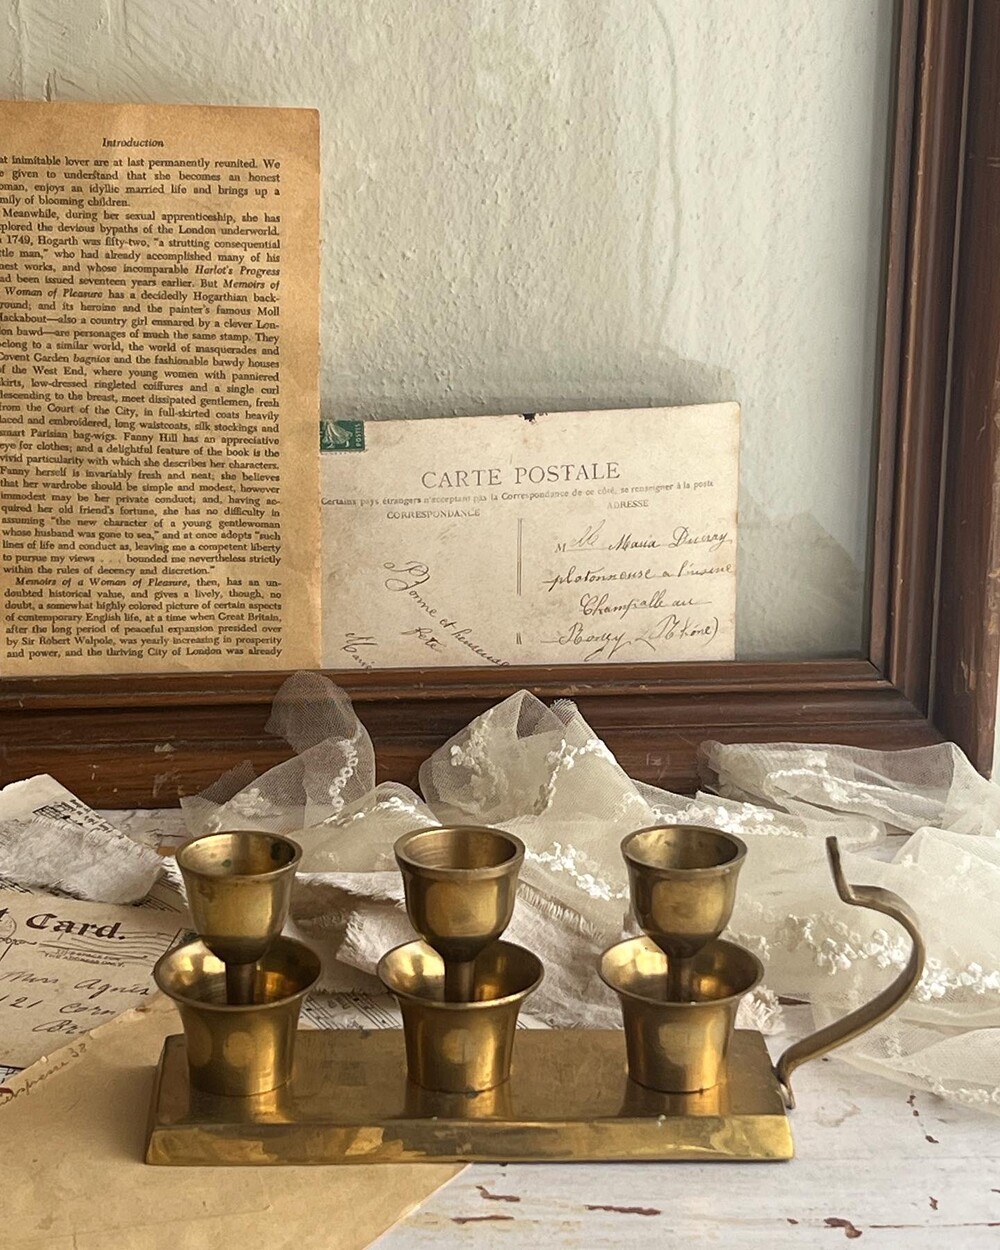 Introduction
at inimitable lover are at last permanently reunited. We
e given to understand that she becomes an honest
oman, enjoys an idyllic married life and brings up a
mily of blooming children.
Meanwhile, during her sexual apprenticeship, she has
plored the devious bypaths of the London underworld.
1749, Hogarth was fifty-two, "a strutting consequential
ttle man," who had already accomplished many of his
nest works, and whose incomparable Harlot's Progress
ad been issued seventeen years earlier. But Memoirs of
Woman of Pleasure has a decidedly Hogarthian back-
round; and its heroine and the painter's famous Moll
Hackabout—also a country girl ensnared by a clever Lon-
on bawd—are personages of much the same stamp. They
elong to a similar world, the world of masquerades and
Covent Garden bagnios and the fashionable bawdy houses
of the West End, where young women with panniered
kirts, low-dressed ringleted coiffures and a single curl
descending to the breast, meet dissipated gentlemen, fresh
from the Court of the City, in full-skirted coats heavily
laced and embroidered, long waistcoats, silk stockings and
smart Parisian bag-wigs. Fanny Hill has an appreciative
eye for clothes; and a delightful feature of the book is the
vivid particularity with which she describes her characters.
Fanny herself is invariably fresh and neat; she believes
that her wardrobe should be simple and modest, however
immodest may be her private conduct; and, having ac-
quired her old friend's fortune, she has no difficulty in
assuming "the new character of a young gentlewoman
whose husband was gone to sea," and at once adopts "such
lines of life and conduct as, leaving me a competent liberty
to pursue my views . . . bounded me nevertheless strictly
within the rules of decency and discretion."
Memoirs of a Woman of Pleasure, then, has an un-
doubted historical value, and gives a lively, though, no
doubt, a somewhat highly colored picture of certain aspects
of contemporary English life, at a time when Great Britain,
after the long period of peaceful expansion presided over
by Sir Robert Walpole, was yearly increasing in prosperity
and power, and the thriving City of London was already
POSTES
CARTE POSTALE
Certains pays étrangers n'acceptant pas la Correspondance de ce côté, se renseigner à la poste
CORRESPONDANCE
ADRESSE
Mlle Maria
à l'usine
au
(Rhône)
Bonne et heureuse
fête
t Card.
Miss Agnes
121